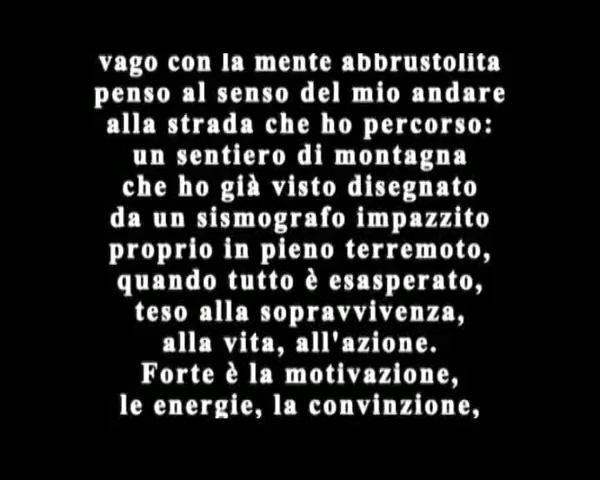 vago con la mente abbrustolita
penso al senso del mio andare
alla strada che ho percorso:
un sentiero di montagna
che ho già visto disegnato
da un sismografo impazzito
proprio in pieno terremoto,
quando tutto è esasperato,
teso alla sopravvivenza,
alla vita, all'azione.
Forte è la motivazione,
le energie, la convinzione,